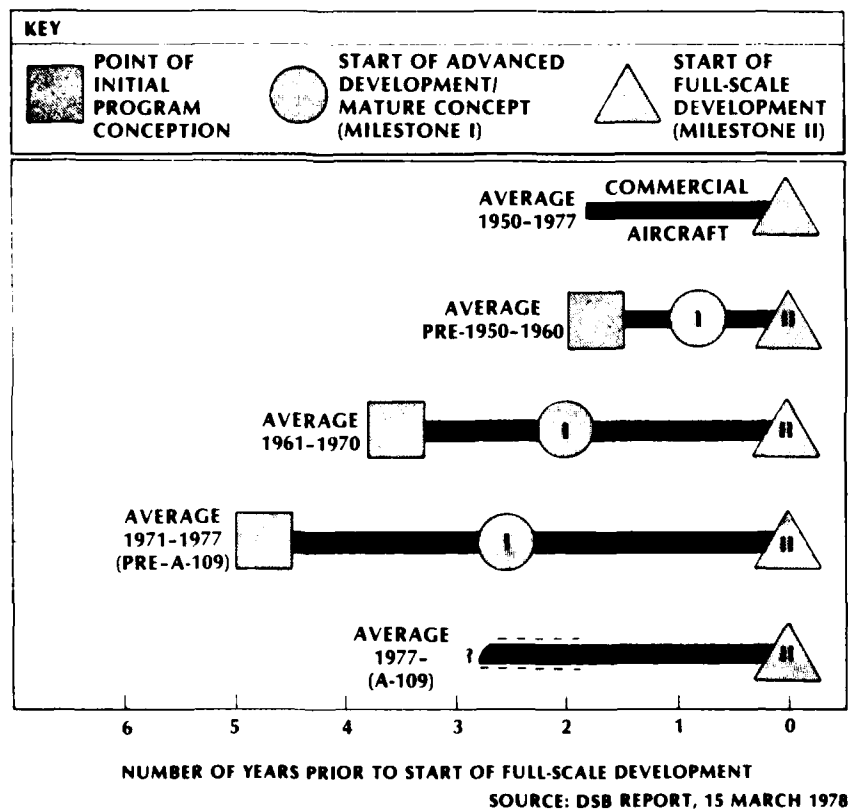 KEY
POINT OF
INITIAL
PROGRAM
CONCEPTION
START OF ADVANCED
DEVELOPMENT/
MATURE CONCEPT
(MILESTONE I)
START OF
FULL-SCALE
DEVELOPMENT
(MILESTONE II)
AVERAGE
1950-1977
COMMERCIAL
AIRCRAFT
AVERAGE
PRE-1950-1960
I
II
AVERAGE
1961-1970
I
II
AVERAGE
1971-1977
(PRE-A-109)
I
II
AVERAGE
1977-
(A-109)
?
II
6 5 4 3 2 1 0
NUMBER OF YEARS PRIOR TO START OF FULL-SCALE DEVELOPMENT
SOURCE: DSB REPORT, 15 MARCH 1978